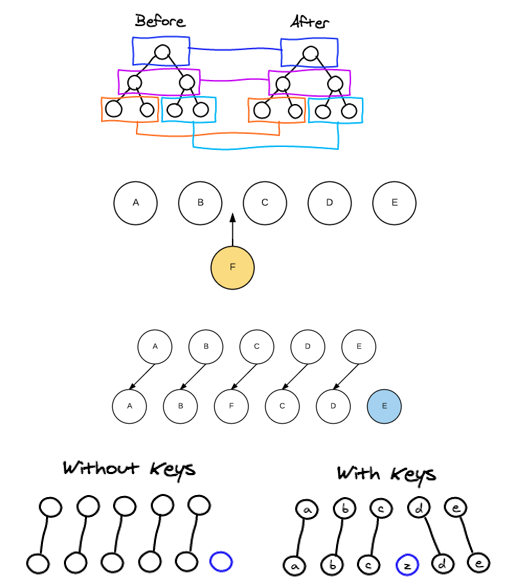 Before After
A B C D E
F
A B C D E
A B F C D E
Without Keys With Keys
a b c d e
a b c z d e